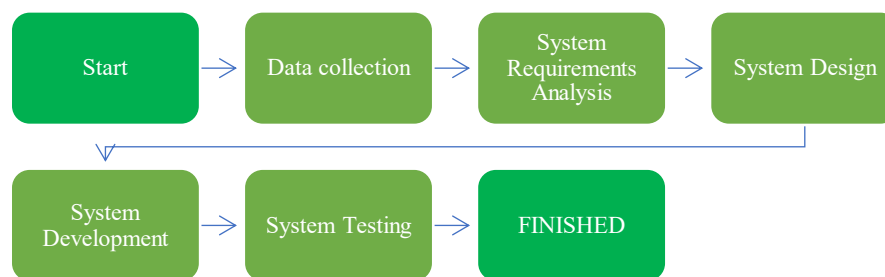 Start
Data collection
System
Requirements
Analysis
System Design
System
Development
System Testing
FINISHED